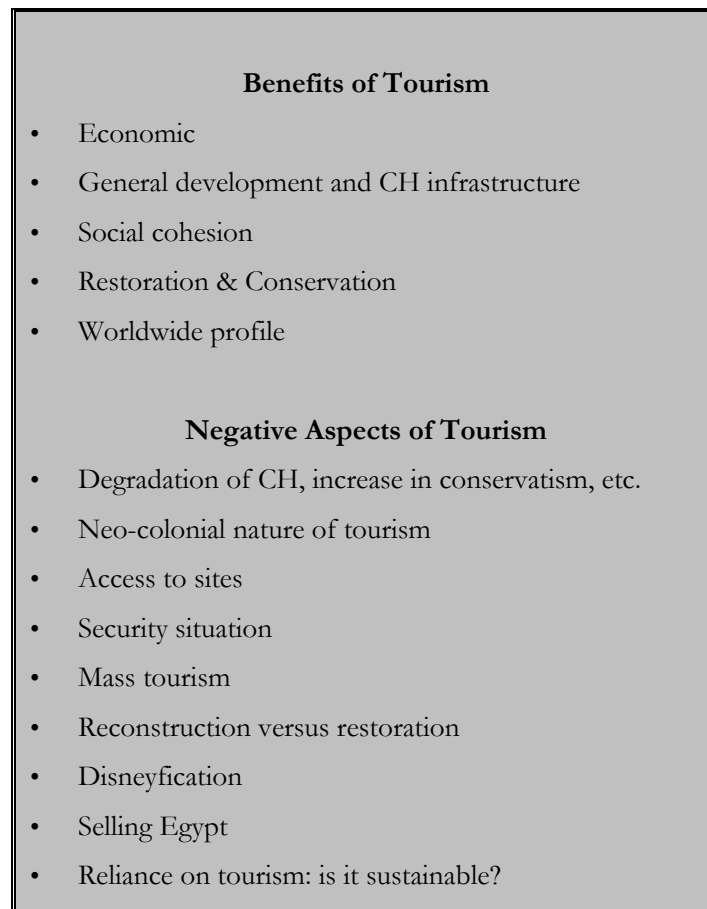 Benefits of Tourism
• Economic
• General development and CH infrastructure
• Social cohesion
• Restoration & Conservation
• Worldwide profile
Negative Aspects of Tourism
• Degradation of CH, increase in conservatism, etc.
• Neo-colonial nature of tourism
• Access to sites
• Security situation
• Mass tourism
• Reconstruction versus restoration
• Disneyfication
• Selling Egypt
• Reliance on tourism: is it sustainable?